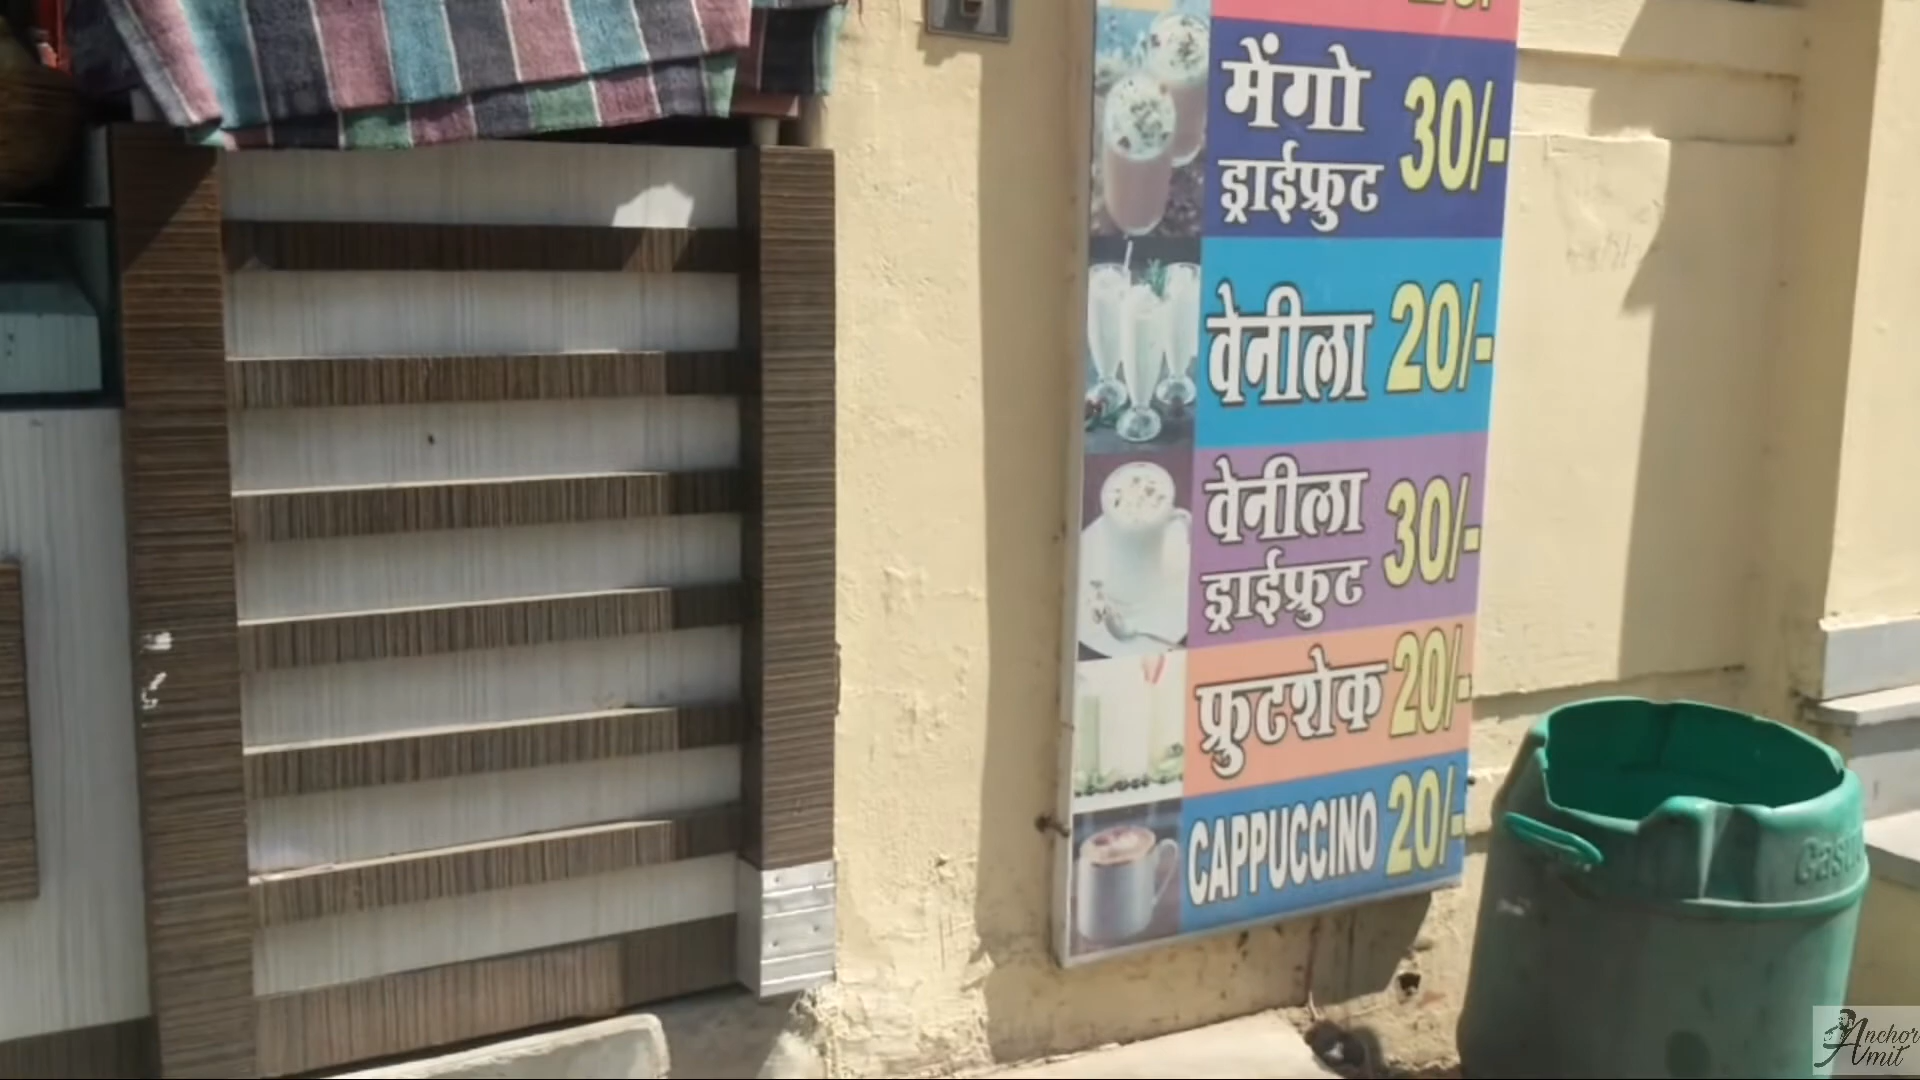 मेंगो
ड्राईफ्रुट 30/-
वेनीला 20/-
वेनीला
ड्राईफ्रुट 30/-
फ्रुटशेक 20/-
CAPPUCCINO 20/-
Anchor
Amit